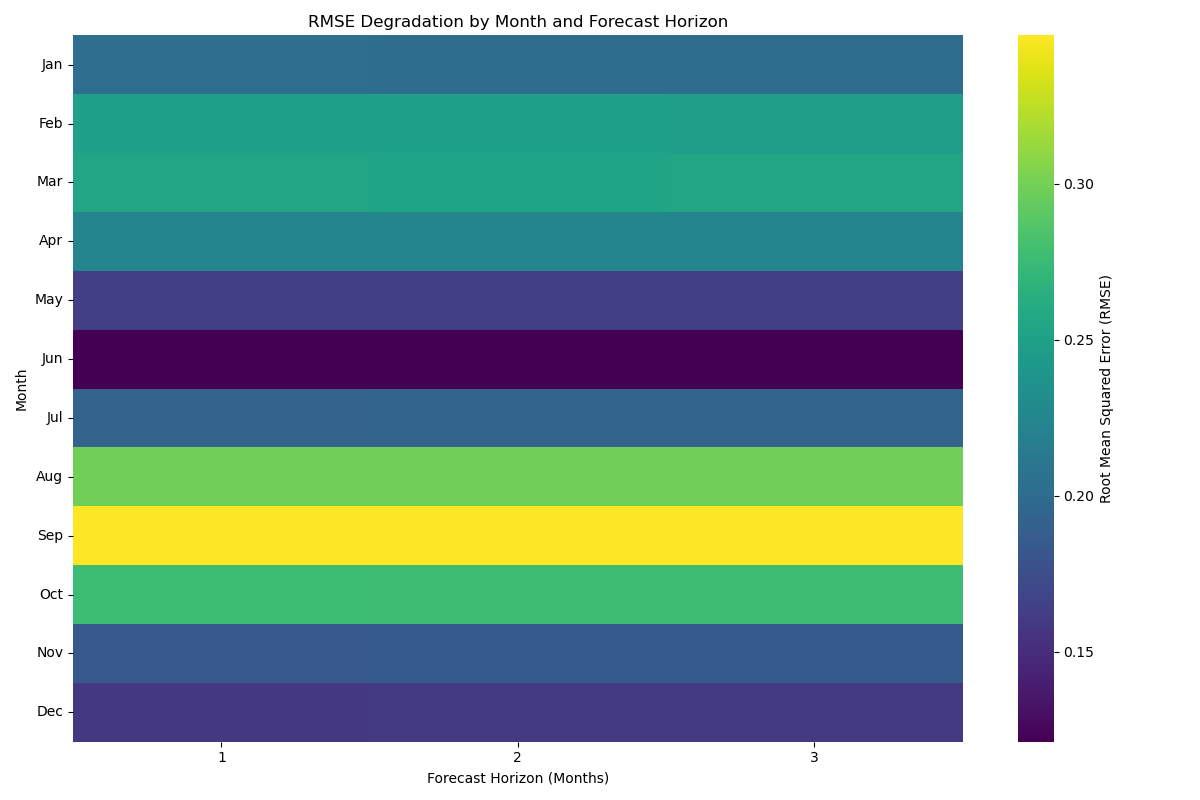 RMSE Degradation by Month and Forecast Horizon
Month
Jan
Feb
Mar
Apr
May
Jun
Jul
Aug
Sep
Oct
Nov
Dec
1
2
3
Forecast Horizon (Months)
0.30
0.25
0.20
0.15
Root Mean Squared Error (RMSE)